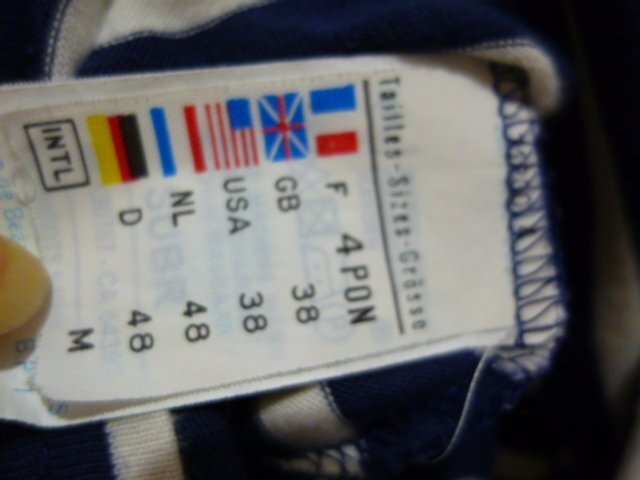 Tailles-Sizes-Grösse
F 4 PON
GB 38
USA 38
NL 48
D 48
INTL M